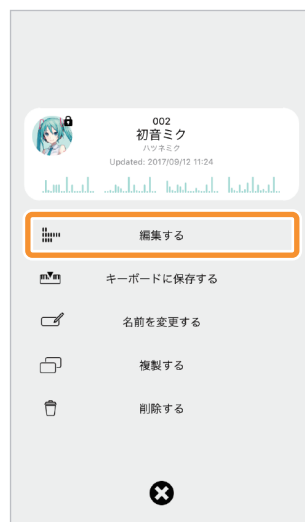 002
初音ミク
ハツネミク
Updated: 2017/09/12 11:24
編集する
キーボードに保存する
名前を変更する
複製する
削除する